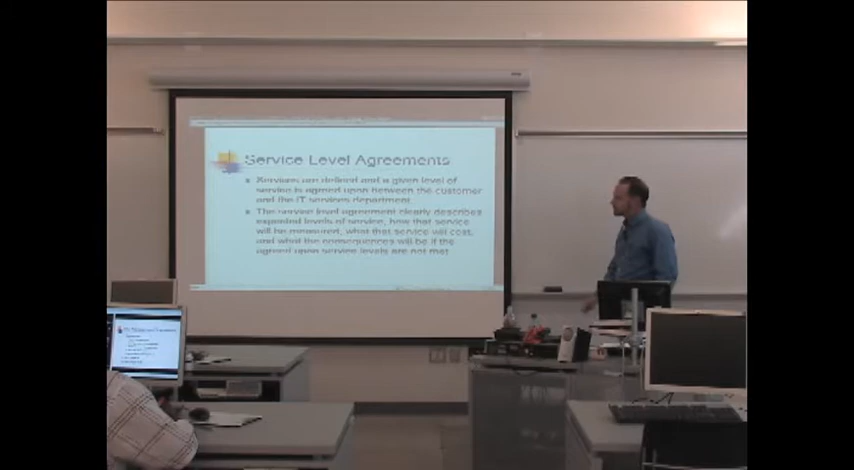 Service Level Agreements
Services are defined and a given level of
service is agreed upon between the customer
and the IT services department.
The service level agreement clearly describes
expected levels of service, how that service
will be measured, what that service will cost,
and what the consequences will be if the
agreed upon service levels are not met